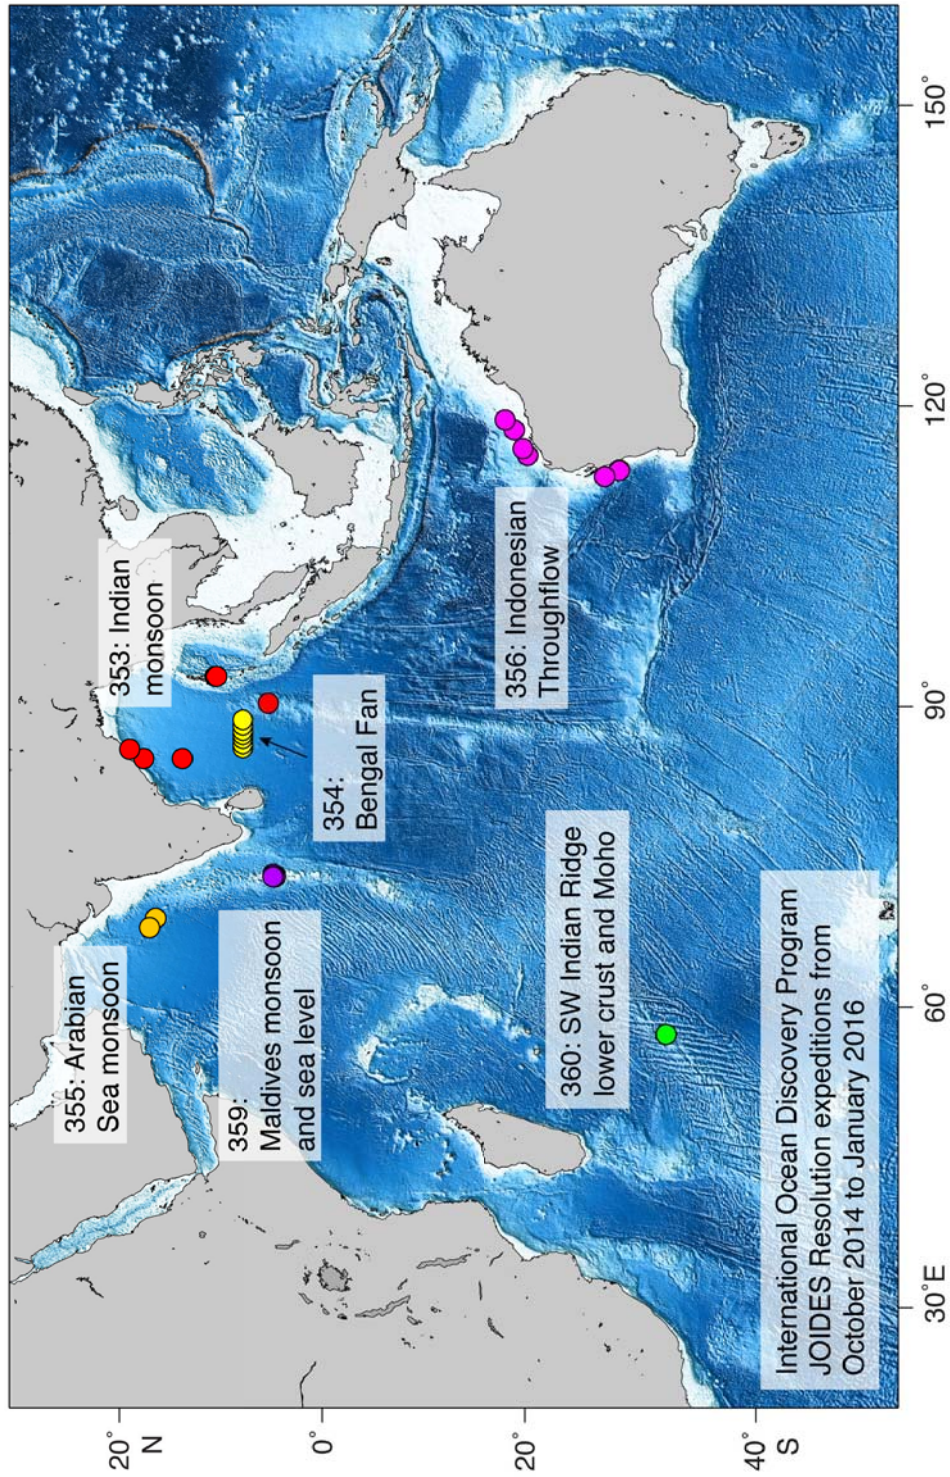 353: Indian
monsoon
355: Arabian
Sea monsoon
354:
Bengal Fan
359:
Maldives monsoon
and sea level
356: Indonesian
Throughflow
360: SW Indian Ridge
lower crust and Moho
International Ocean Discovery Program
JOIDES Resolution expeditions from
October 2014 to January 2016
20°
N
0°
20°
40°
S
30°E
60°
90°
120°
150°